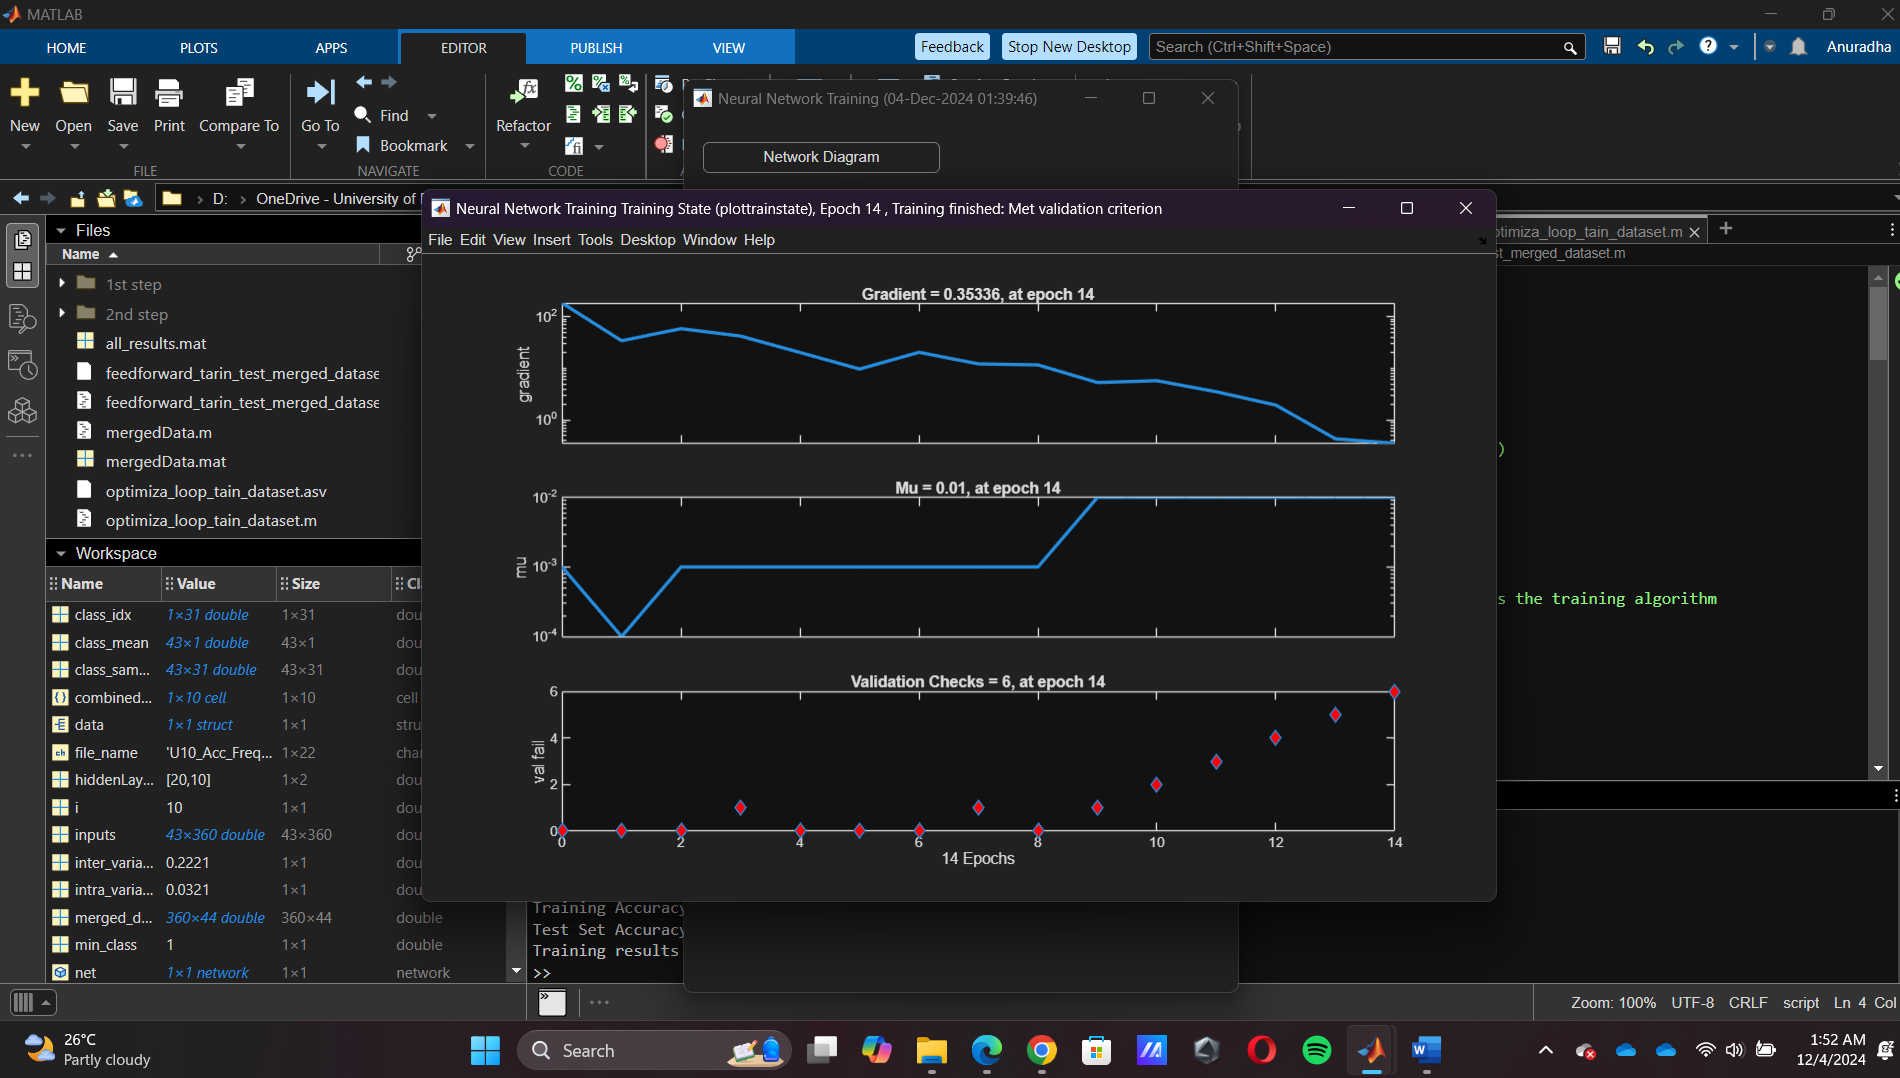 MATLAB
HOME PLOTS APPS EDITOR PUBLISH VIEW Feedback Stop New Desktop Search (Ctrl+Shift+Space) Anuradha
New Open Save Print Compare To Go To Find Bookmark Refactor
FILE NAVIGATE CODE
Neural Network Training (04-Dec-2024 01:39:46)
Network Diagram
D: OneDrive - University of
Neural Network Training Training State (plottrainstate), Epoch 14 , Training finished: Met validation criterion
File Edit View Insert Tools Desktop Window Help
timiza_loop_tain_dataset.m
t_merged_dataset.m
Files
Name
1st step
2nd step
all_results.mat
feedforward_tarin_test_merged_datase
feedforward_tarin_test_merged_datase
mergedData.m
mergedData.mat
optimiza_loop_tain_dataset.asv
optimiza_loop_tain_dataset.m
Gradient = 0.35336, at epoch 14
10²
10⁰
gradient
)
Mu = 0.01, at epoch 14
10⁻²
10⁻³
10⁻⁴
mu
s the training algorithm
Validation Checks = 6, at epoch 14
6
4
2
0
val fail
0 2 4 6 8 10 12 14
14 Epochs
Workspace
Name Value Size Cl
class_idx 1×31 double 1×31 dou
class_mean 43×1 double 43×1 dou
class_sam... 43×31 double 43×31 dou
combined... 1×10 cell 1×10 cell
data 1×1 struct 1×1 stru
file_name 'U10_Acc_Freq... 1×22 cha
hiddenLay... [20,10] 1×2 dou
i 10 1×1 dou
inputs 43×360 double 43×360 dou
inter_varia... 0.2221 1×1 dou
intra_varia... 0.0321 1×1 dou
merged_d... 360×44 double 360×44 double
min_class 1 1×1 double
net 1×1 network 1×1 network
Training Accuracy
Test Set Accuracy
Training results
>>
Zoom: 100% UTF-8 CRLF script Ln 4 Col
26°C
Partly cloudy
Search
1:52 AM
12/4/2024